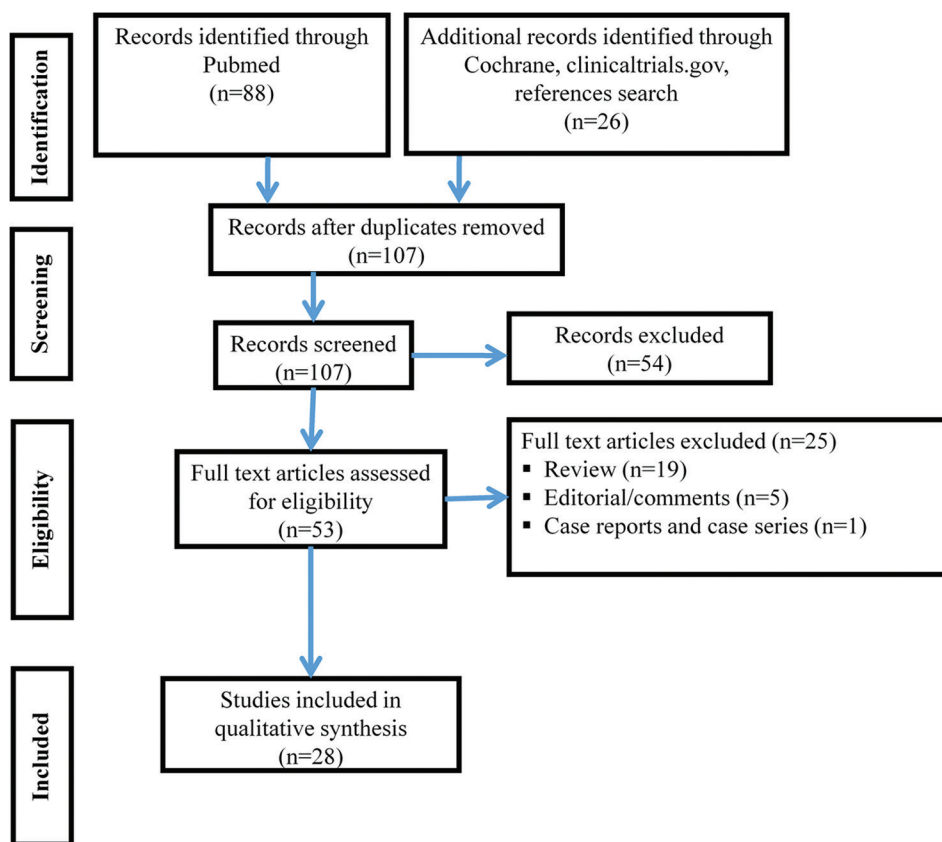 Identification
Records identified through
Pubmed
(n=88)
Additional records identified through
Cochrane, clinicaltrials.gov,
references search
(n=26)
Screening
Records after duplicates removed
(n=107)
Records screened
(n=107)
Records excluded
(n=54)
Eligibility
Full text articles assessed
for eligibility
(n=53)
Full text articles excluded (n=25)
▪ Review (n=19)
▪ Editorial/comments (n=5)
▪ Case reports and case series (n=1)
Included
Studies included in
qualitative synthesis
(n=28)